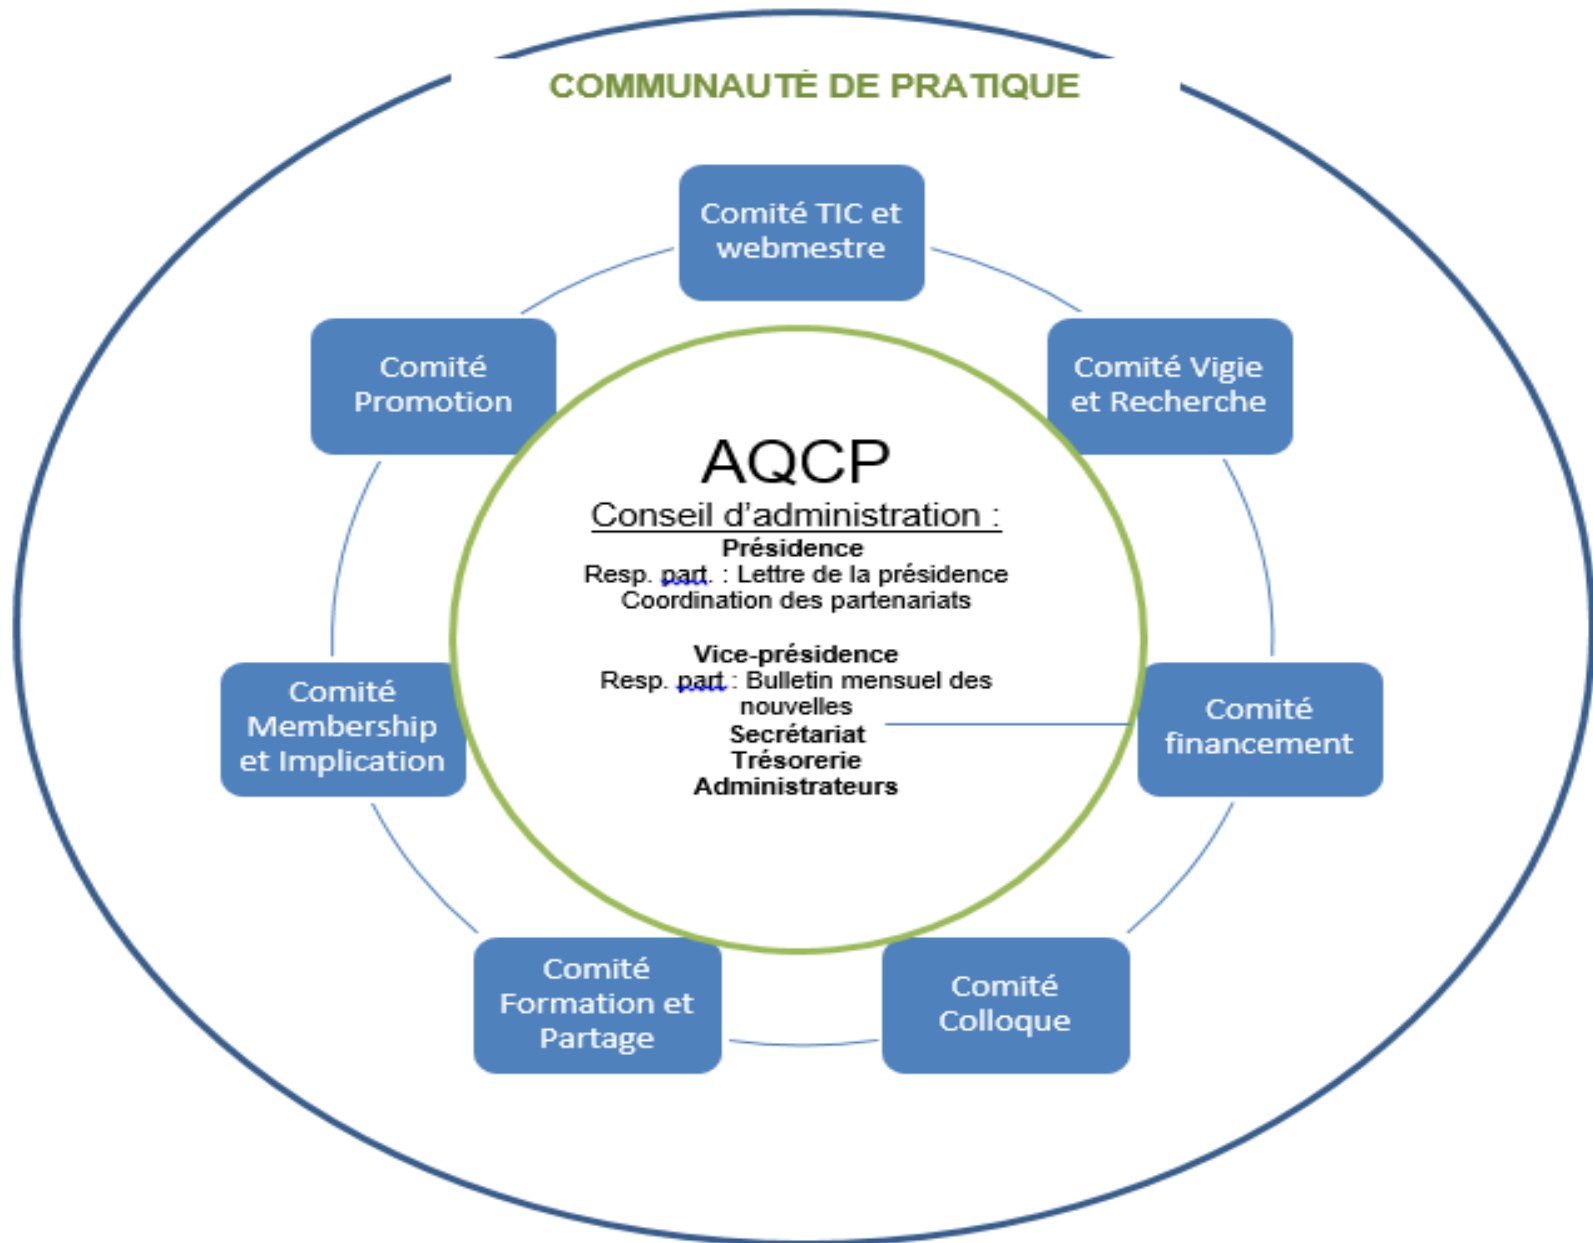 COMMUNAUTÉ DE PRATIQUE
Comité TIC et
webmestre
Comité
Promotion
Comité Vigie
et Recherche
AQCP
Conseil d'administration :
Présidence
Resp. part. : Lettre de la présidence
Coordination des partenariats
Vice-présidence
Resp. part : Bulletin mensuel des
nouvelles
Secrétariat
Trésorerie
Administrateurs
Comité
Membership
et Implication
Comité
financement
Comité
Formation et
Partage
Comité
Colloque